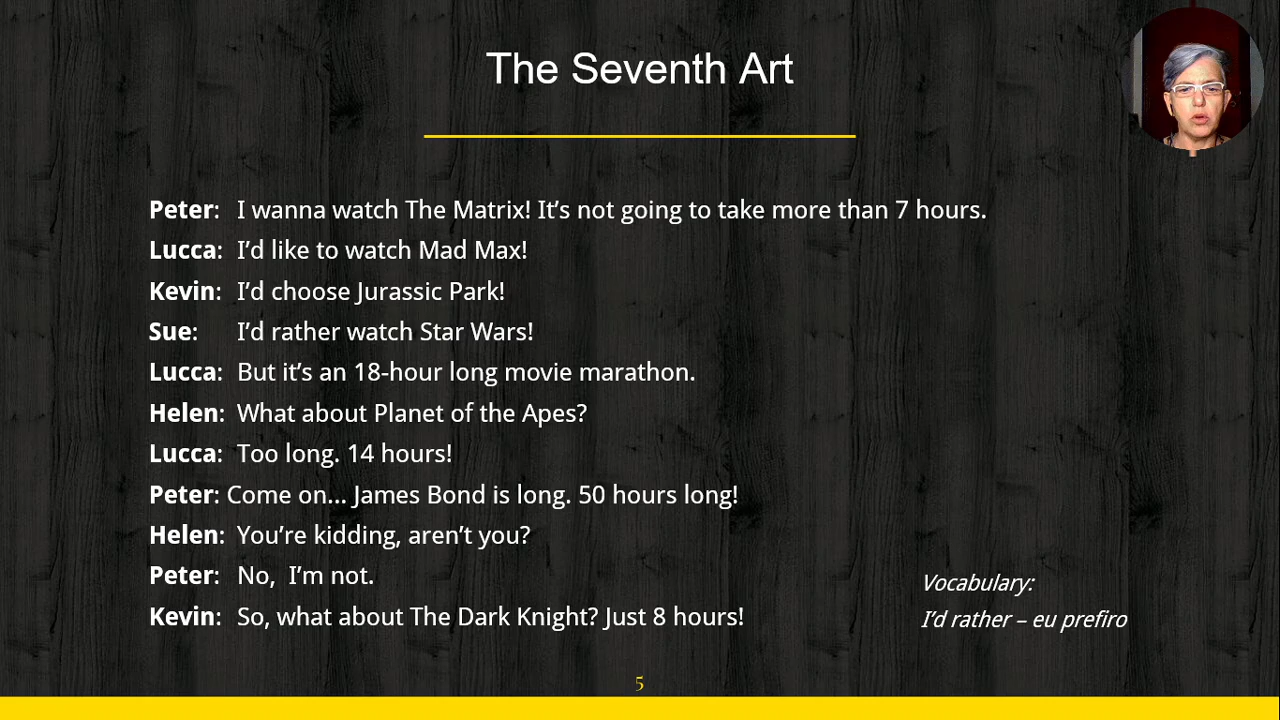 The Seventh Art
Peter: I wanna watch The Matrix! It’s not going to take more than 7 hours.
Lucca: I’d like to watch Mad Max!
Kevin: I’d choose Jurassic Park!
Sue: I’d rather watch Star Wars!
Lucca: But it’s an 18-hour long movie marathon.
Helen: What about Planet of the Apes?
Lucca: Too long. 14 hours!
Peter: Come on... James Bond is long. 50 hours long!
Helen: You’re kidding, aren’t you?
Peter: No, I’m not.
Kevin: So, what about The Dark Knight? Just 8 hours!
Vocabulary:
I’d rather – eu prefiro
5